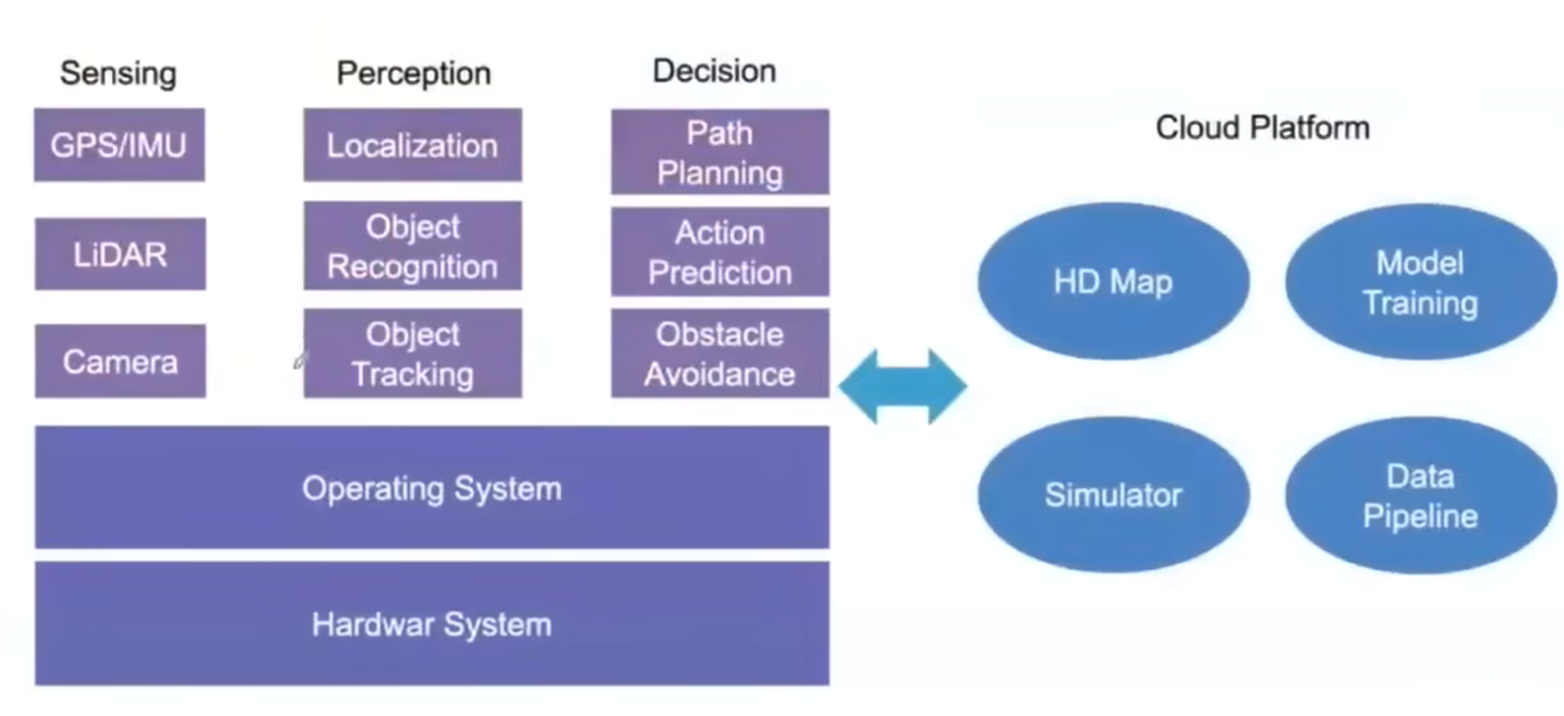 Sensing
GPS/IMU
LiDAR
Camera
Perception
Localization
Object
Recognition
Object
Tracking
Decision
Path
Planning
Action
Prediction
Obstacle
Avoidance
Operating System
Hardwar System
Cloud Platform
HD Map
Model
Training
Simulator
Data
Pipeline